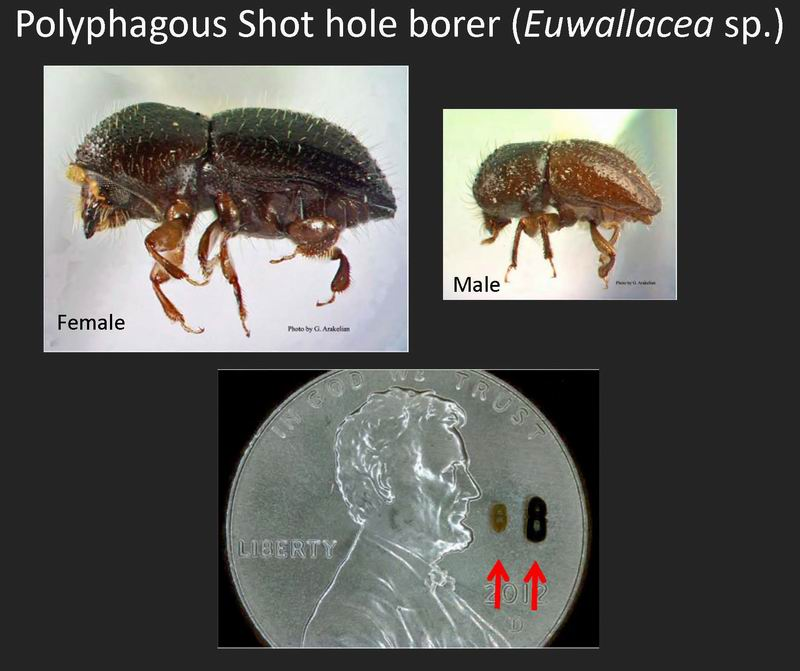 Polyphagous Shot hole borer (Euwallacea sp.)
Female
Photo by G. Arakelian
Male
Photo by G. Arakelian
IN GOD WE TRUST
LIBERTY
2012
D